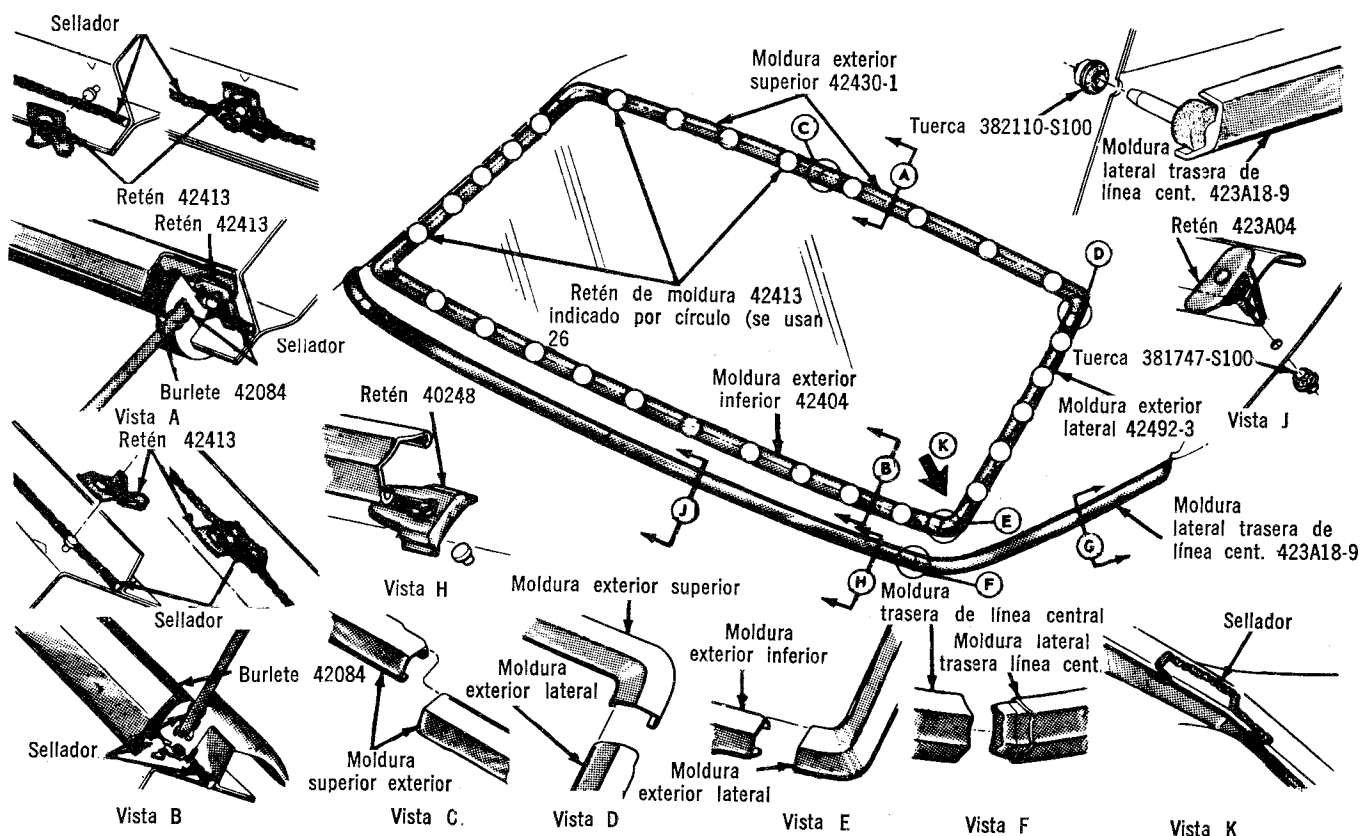 Sellador
Retén 42413
Retén 42413
Sellador
Burlete 42084
Vista A
Retén 42413
Sellador
Burlete 42084
Sellador
Vista B
Moldura exterior
superior 42430-1
C
A
D
Retén de moldura 42413
indicado por círculo (se usan
26
Moldura exterior
inferior 42404
K
B
J
E
H
F
G
Moldura exterior
lateral 42492-3
Tuerca 382110-S100
Moldura
lateral trasera de
línea cent. 423A18-9
Retén 423A04
Tuerca 381747-S100
Vista J
Moldura
lateral trasera de
línea cent. 423A18-9
Retén 40248
Vista H
Moldura
superior exterior
Vista C.
Moldura exterior superior
Moldura
exterior lateral
Vista D
Moldura
exterior inferior
Moldura
exterior lateral
Vista E
Moldura
trasera de línea central
Moldura lateral
trasera línea cent.
Vista F
Sellador
Vista K